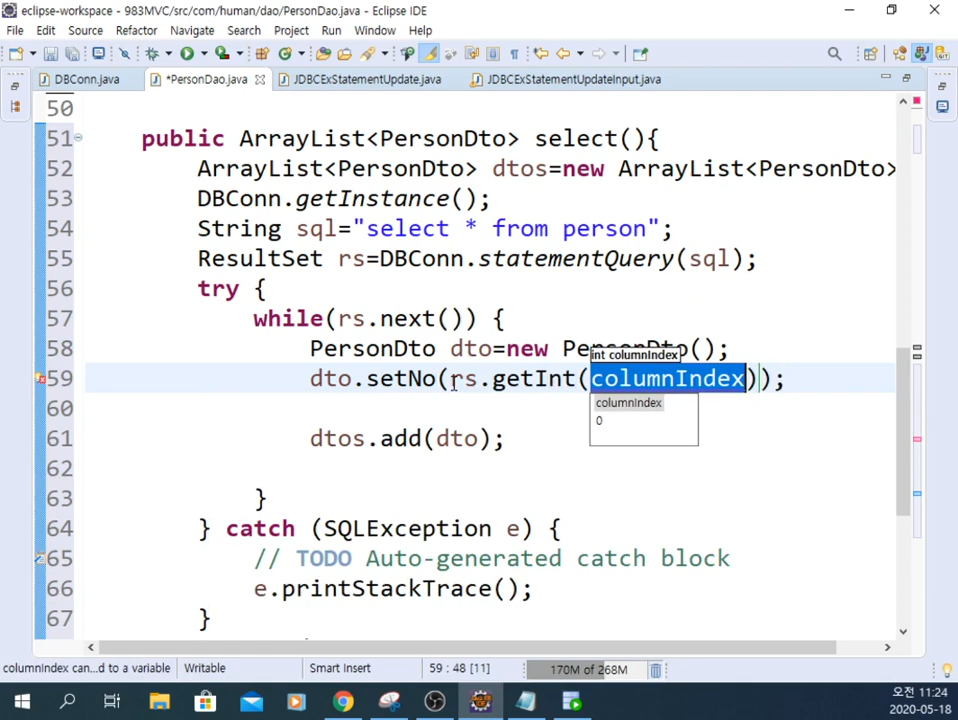 eclipse-workspace - 983MVC/src/com/human/dao/PersonDao.java - Eclipse IDE
File Edit Source Refactor Navigate Search Project Run Window Help
DBConn.java *PersonDao.java JDBCExStatementUpdate.java JDBCExStatementUpdateInput.java
50
51 public ArrayList<PersonDto> select(){
52 ArrayList<PersonDto> dtos=new ArrayList<PersonDto>
53 DBConn.getInstance();
54 String sql="select * from person";
55 ResultSet rs=DBConn.statementQuery(sql);
56 try {
57 while(rs.next()) {
58 PersonDto dto=new PersonDto();
int columnIndex
59 dto.setNo(rs.getInt(columnIndex));
columnIndex
60
0
61 dtos.add(dto);
62
63 }
64 } catch (SQLException e) {
65 // TODO Auto-generated catch block
66 e.printStackTrace();
67 }
columnIndex can...d to a variable Writable Smart Insert 59 : 48 [11] 170M of 268M
오전 11:24
2020-05-18